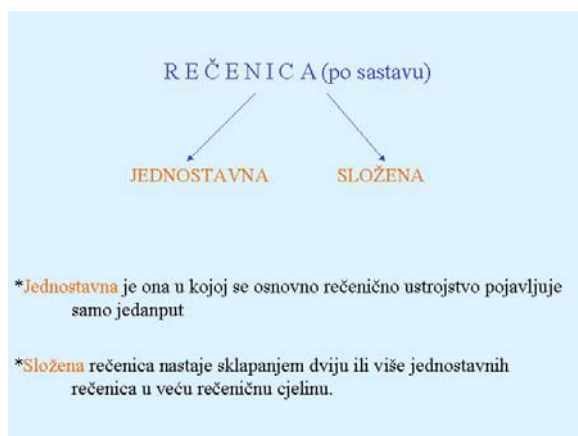 R E Č E N I C A (po sastavu)
JEDNOSTAVNA SLOŽENA
*Jednostavna je ona u kojoj se osnovno rečenično ustrojstvo pojavljuje
samo jedanput
*Složena rečenica nastaje sklapanjem dviju ili više jednostavnih
rečenica u veću rečeničnu cjelinu.